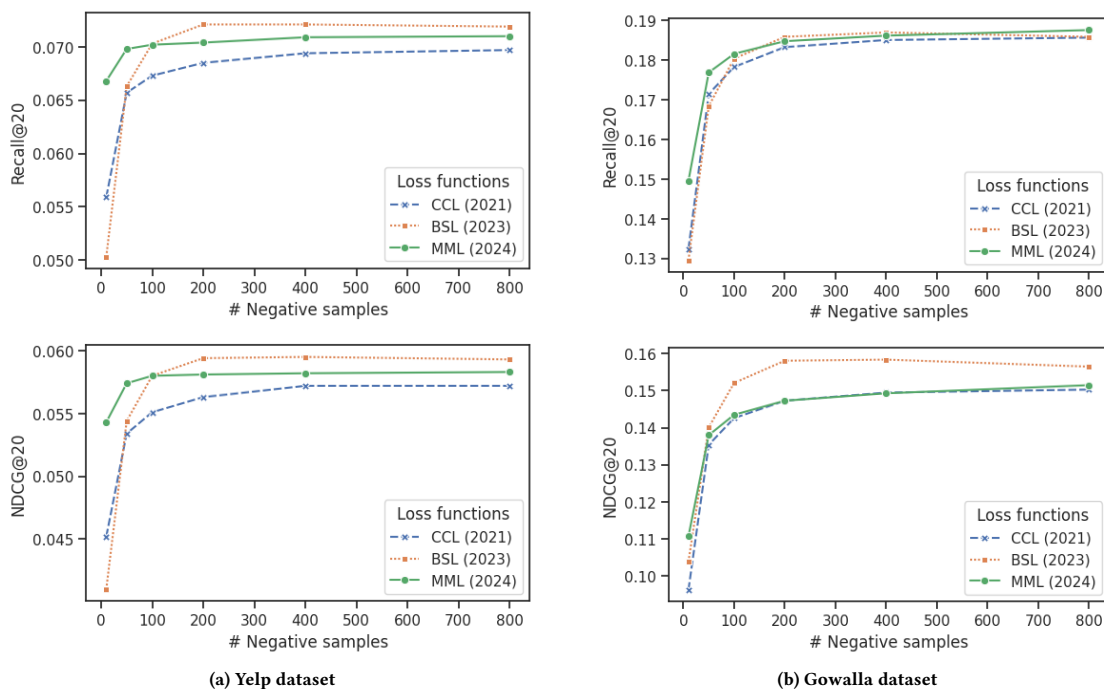 0.070
0.065
0.060
0.055
0.050
Recall@20
Loss functions
CCL (2021)
BSL (2023)
MML (2024)
0 100 200 300 400 500 600 700 800
# Negative samples
0.19
0.18
0.17
0.16
0.15
0.14
0.13
Recall@20
Loss functions
CCL (2021)
BSL (2023)
MML (2024)
0 100 200 300 400 500 600 700 800
# Negative samples
0.060
0.055
0.050
0.045
NDCG@20
Loss functions
CCL (2021)
BSL (2023)
MML (2024)
0 100 200 300 400 500 600 700 800
# Negative samples
(a) Yelp dataset
0.16
0.15
0.14
0.13
0.12
0.11
0.10
NDCG@20
Loss functions
CCL (2021)
BSL (2023)
MML (2024)
0 100 200 300 400 500 600 700 800
# Negative samples
(b) Gowalla dataset